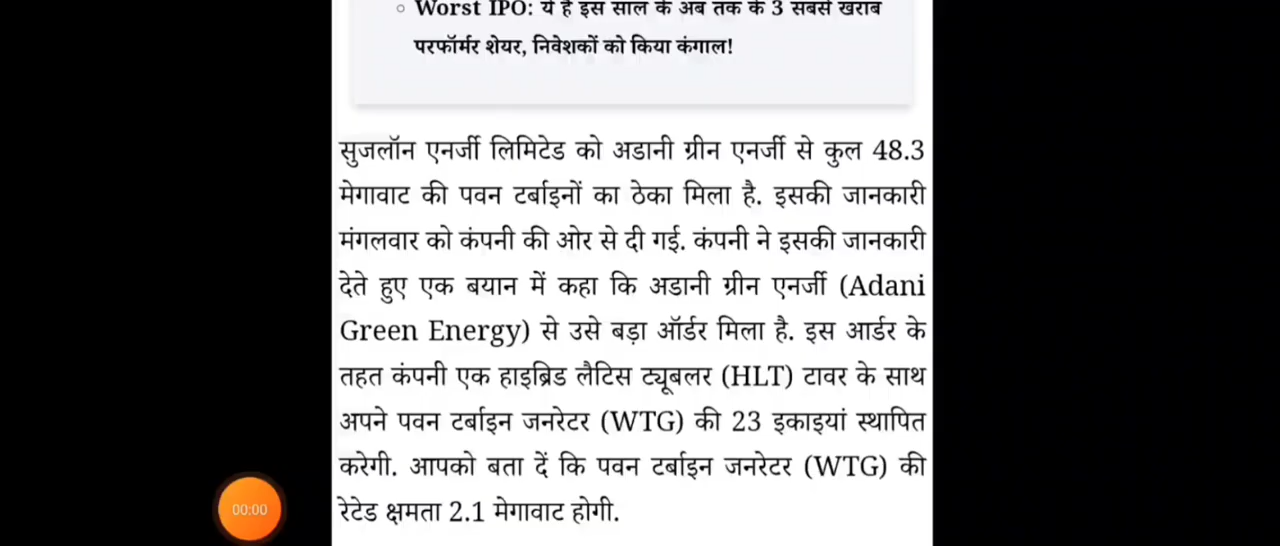 Worst IPO: ये हैं इस साल के अब तक के 3 सबसे खराब
परफॉर्मर शेयर, निवेशकों को किया कंगाल!
सुजलॉन एनर्जी लिमिटेड को अडानी ग्रीन एनर्जी से कुल 48.3
मेगावाट की पवन टर्बाइनों का ठेका मिला है. इसकी जानकारी
मंगलवार को कंपनी की ओर से दी गई. कंपनी ने इसकी जानकारी
देते हुए एक बयान में कहा कि अडानी ग्रीन एनर्जी (Adani
Green Energy) से उसे बड़ा ऑर्डर मिला है. इस आर्डर के
तहत कंपनी एक हाइब्रिड लैटिस ट्यूबलर (HLT) टावर के साथ
अपने पवन टर्बाइन जनरेटर (WTG) की 23 इकाइयां स्थापित
करेगी. आपको बता दें कि पवन टर्बाइन जनरेटर (WTG) की
रेटेड क्षमता 2.1 मेगावाट होगी.
00:00